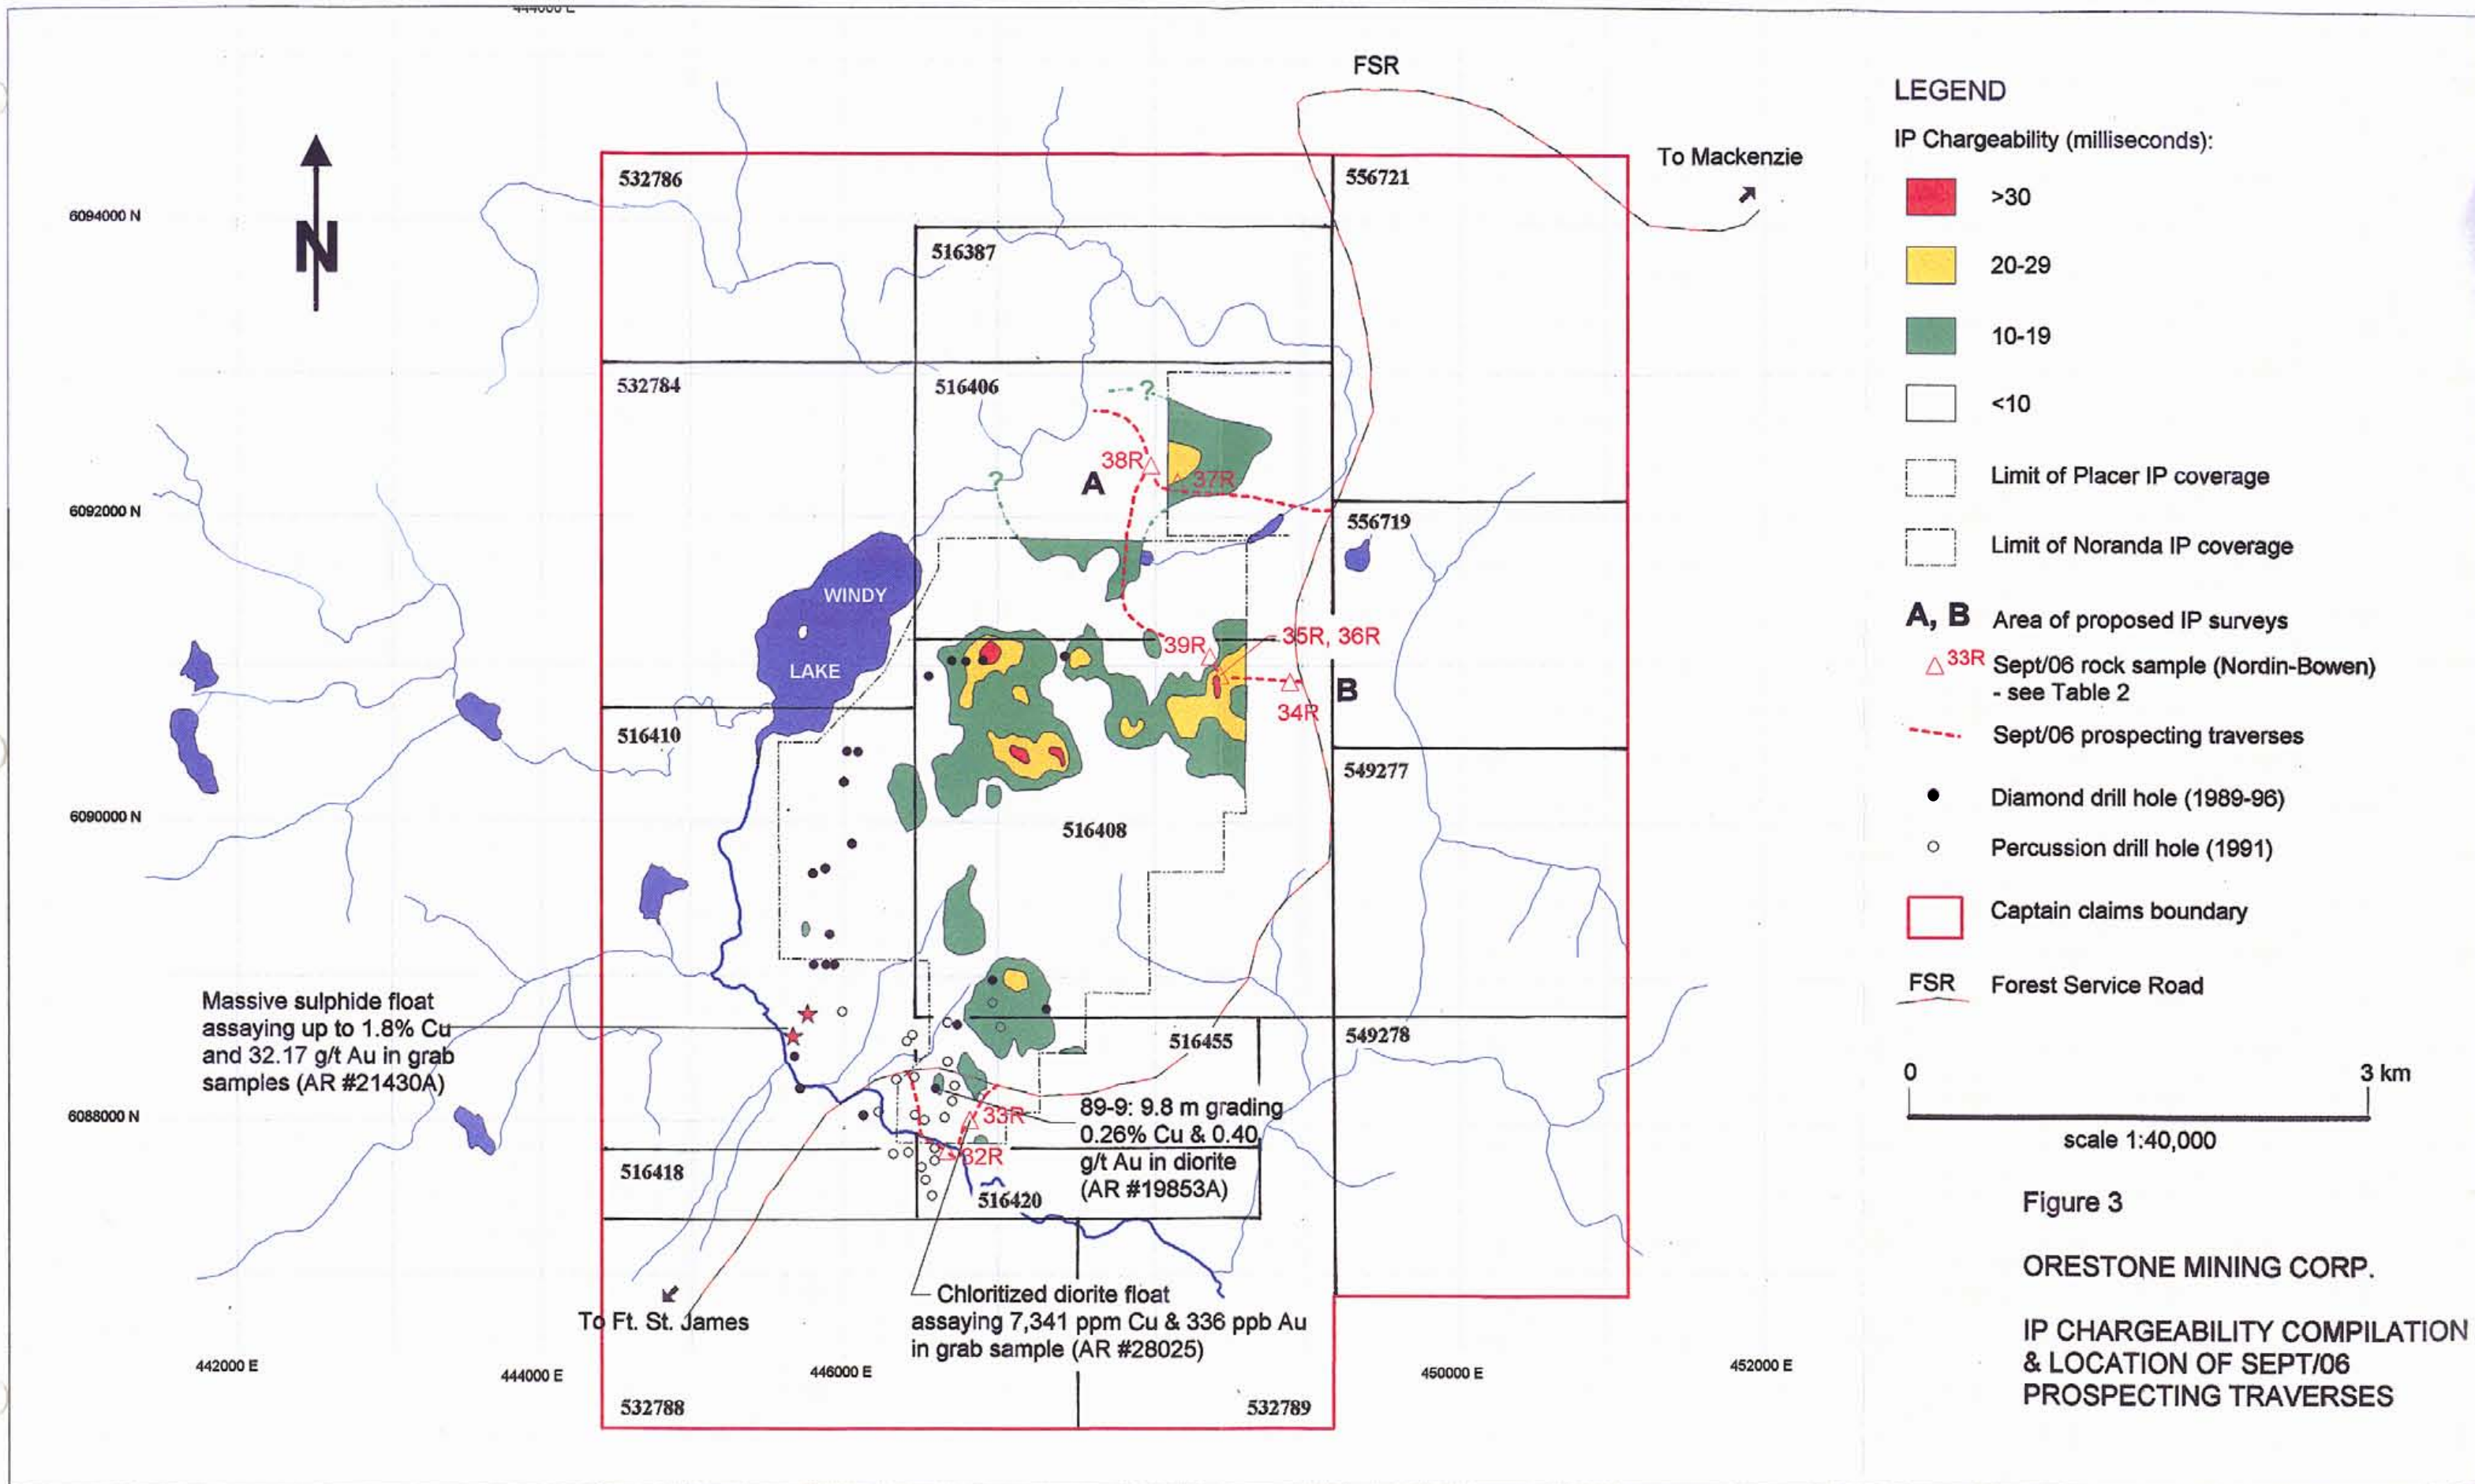 444000 E
FSR
To Mackenzie
6094000 N
6092000 N
6090000 N
6088000 N
N
532786
556721
516387
532784
516406
?
38R
37R
A
?
556719
WINDY
LAKE
39R
35R, 36R
34R
B
516410
549277
516408
516455
549278
Massive sulphide float
assaying up to 1.8% Cu
and 32.17 g/t Au in grab
samples (AR #21430A)
33R
89-9: 9.8 m grading
0.26% Cu & 0.40
g/t Au in diorite
(AR #19853A)
32R
516418
516420
Chloritized diorite float
assaying 7,341 ppm Cu & 336 ppb Au
in grab sample (AR #28025)
To Ft. St. James
442000 E
444000 E
446000 E
450000 E
452000 E
532788
532789
LEGEND
IP Chargeability (milliseconds):
>30
20-29
10-19
<10
Limit of Placer IP coverage
Limit of Noranda IP coverage
A, B Area of proposed IP surveys
33R Sept/06 rock sample (Nordin-Bowen)
- see Table 2
Sept/06 prospecting traverses
Diamond drill hole (1989-96)
Percussion drill hole (1991)
Captain claims boundary
FSR Forest Service Road
0 3 km
scale 1:40,000
Figure 3
ORESTONE MINING CORP.
IP CHARGEABILITY COMPILATION
& LOCATION OF SEPT/06
PROSPECTING TRAVERSES